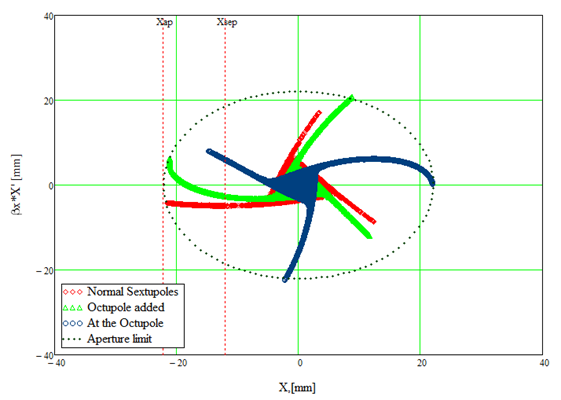 Xap Xsep
40
20
0
− 20
− 40
βx*X' [mm]
Normal Sextupoles
Octupole added
At the Octupole
Aperture limit
− 40 − 20 0 20 40
X,[mm]